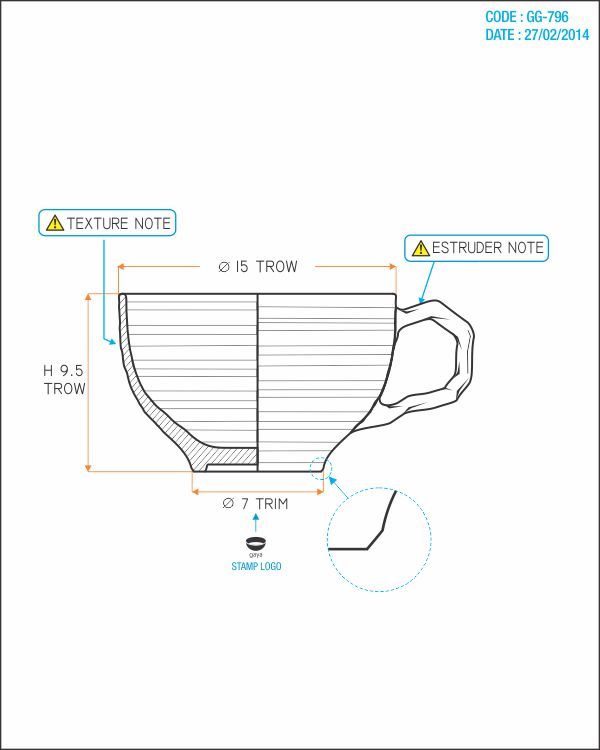 CODE : GG-796
DATE : 27/02/2014
TEXTURE NOTE
ESTRUDER NOTE
Ø 15 TROW
H 9.5
TROW
Ø 7 TRIM
gaya
STAMP LOGO